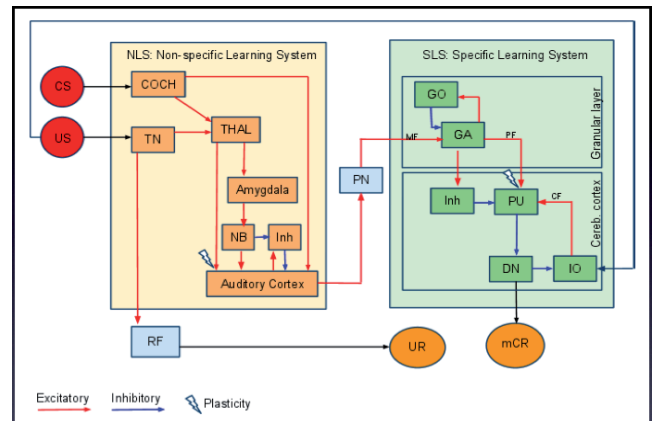 NLS: Non-specific Learning System
SLS: Specific Learning System
CS
COCH
US
TN
THAL
Amygdala
NB
Inh
Auditory Cortex
PN
RF
UR
GO
GA
MF
PF
Granular layer
Inh
PU
CF
DN
IO
Cereb. cortex
mCR
Excitatory
Inhibitory
Plasticity